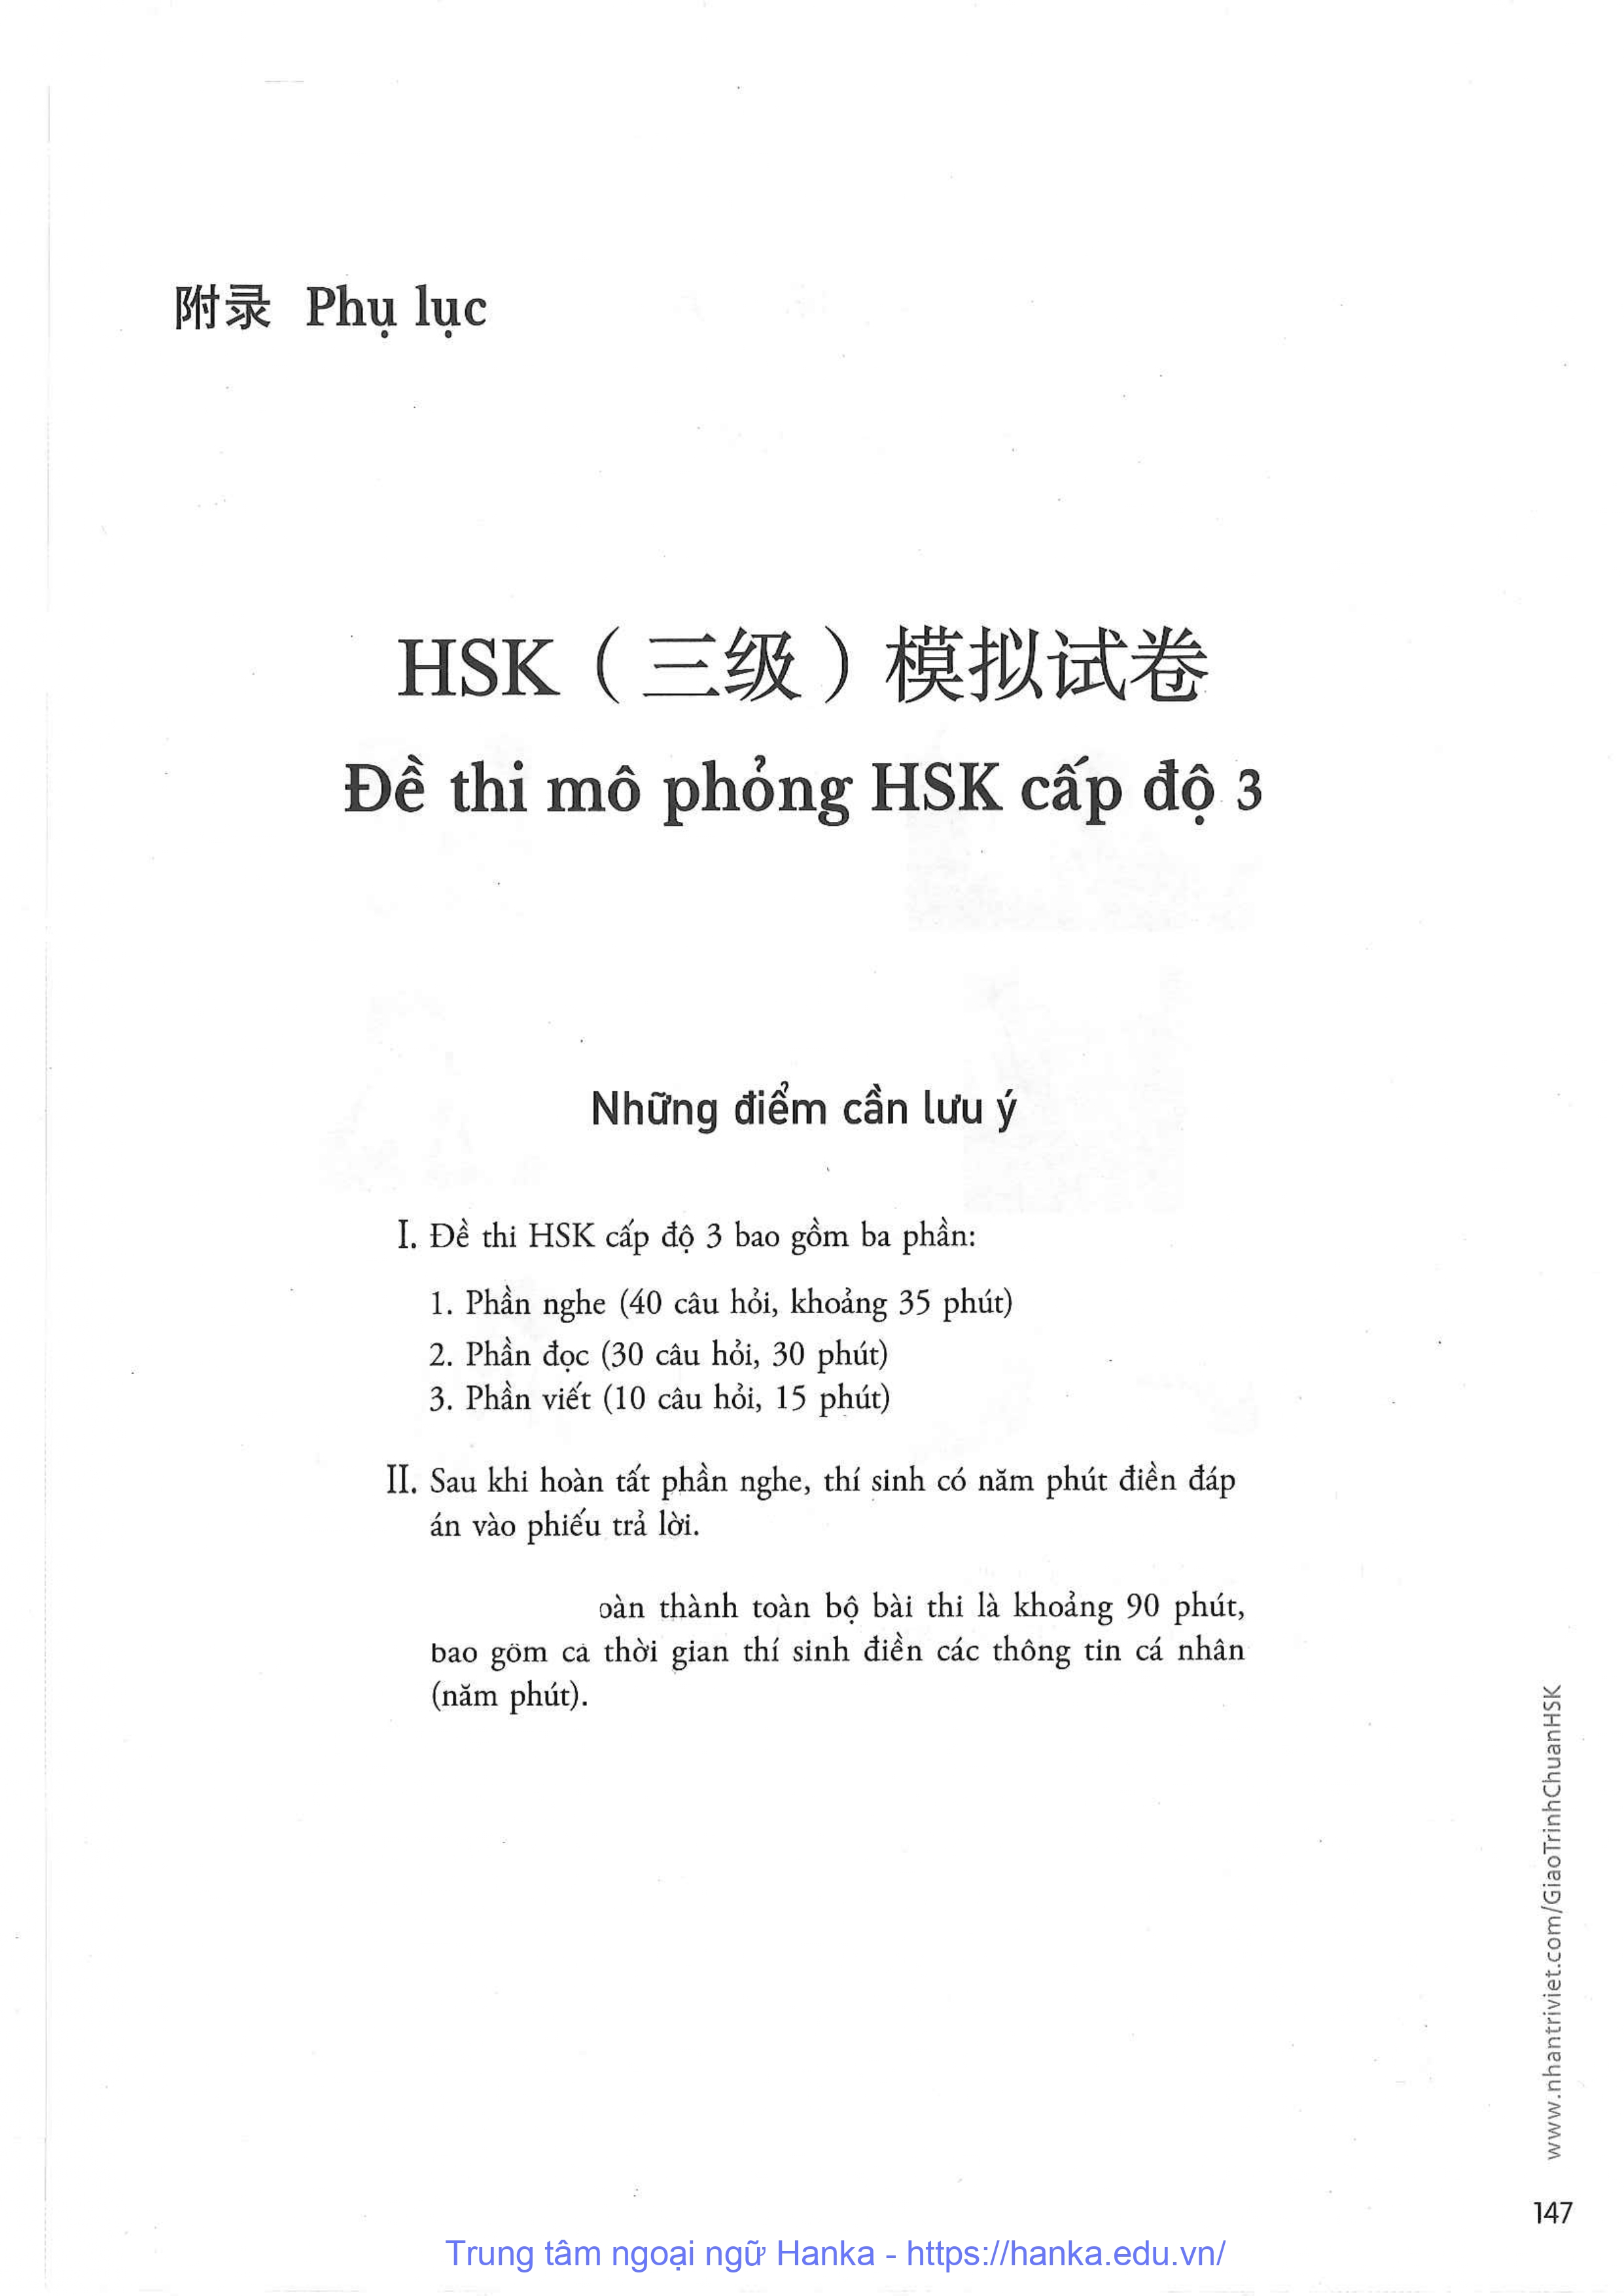 附录 Phụ lục
HSK（三级）模拟试卷
Đề thi mô phỏng HSK cấp độ 3
Những điểm cần lưu ý
I. Đề thi HSK cấp độ 3 bao gồm ba phần:
1. Phần nghe (40 câu hỏi, khoảng 35 phút)
2. Phần đọc (30 câu hỏi, 30 phút)
3. Phần viết (10 câu hỏi, 15 phút)
II. Sau khi hoàn tất phần nghe, thí sinh có năm phút điền đáp
án vào phiếu trả lời.
thành toàn bộ bài thi là khoảng 90 phút,
bao gồm cả thời gian thí sinh điền các thông tin cá nhân
(năm phút).
www.nhantriviet.com/GiaoTrinhChuanHSK
147
Trung tâm ngoại ngữ Hanka - https://hanka.edu.vn/